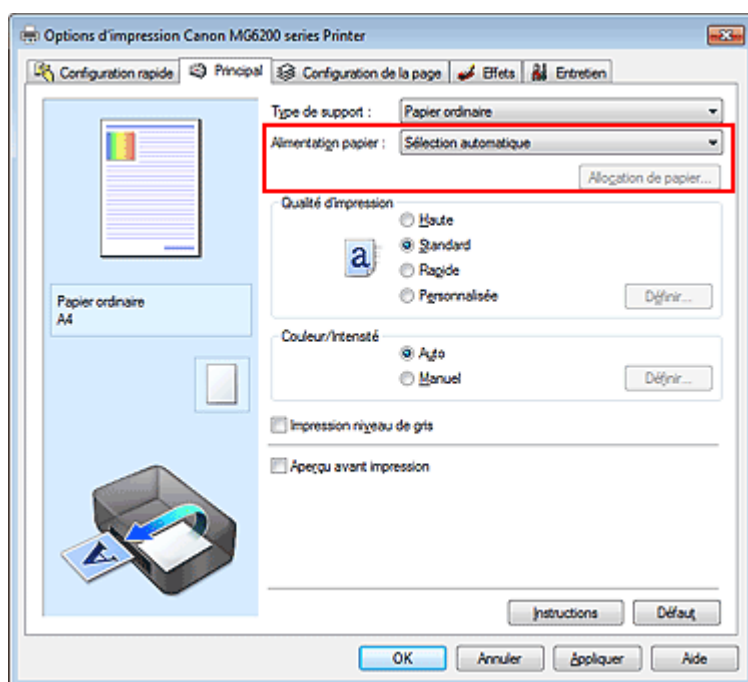 Options d'impression Canon MG6200 series Printer
Configuration rapide Principal Configuration de la page Effets Entretien
Type de support : Papier ordinaire
Alimentation papier : Sélection automatique
Allocation de papier...
Qualité d'impression
Haute
Standard
Rapide
Personnalisée Définir...
a
Papier ordinaire
A4
Couleur/Intensité
Auto
Manuel Définir...
Impression niveau de gris
Aperçu avant impression
A
Instructions Défaut
OK Annuler Appliquer Aide